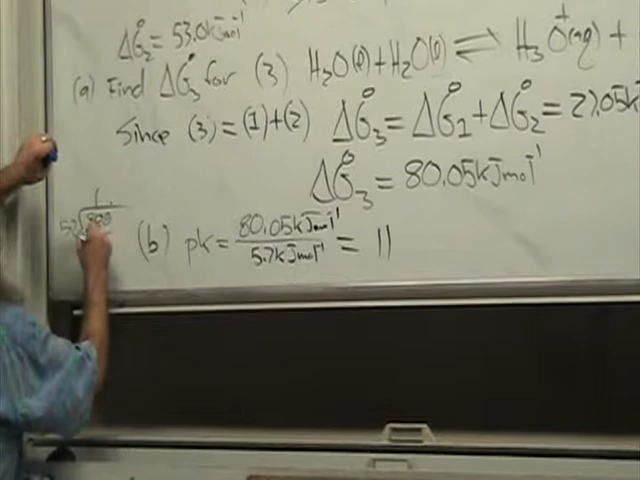 ΔG°₂ = 53.0kJmol⁻¹
(a) Find ΔG°₃ for (3) H₂O(l) + H₂O(l) ⇌ H₃O⁺(aq) +
Since (3) = (1) + (2) ΔG°₃ = ΔG°₁ + ΔG°₂ = 27.05k
ΔG°₃ = 80.05kJmol⁻¹
(b) pk = 80.05kJmol⁻¹ / 5.7kJmol⁻¹ = 11